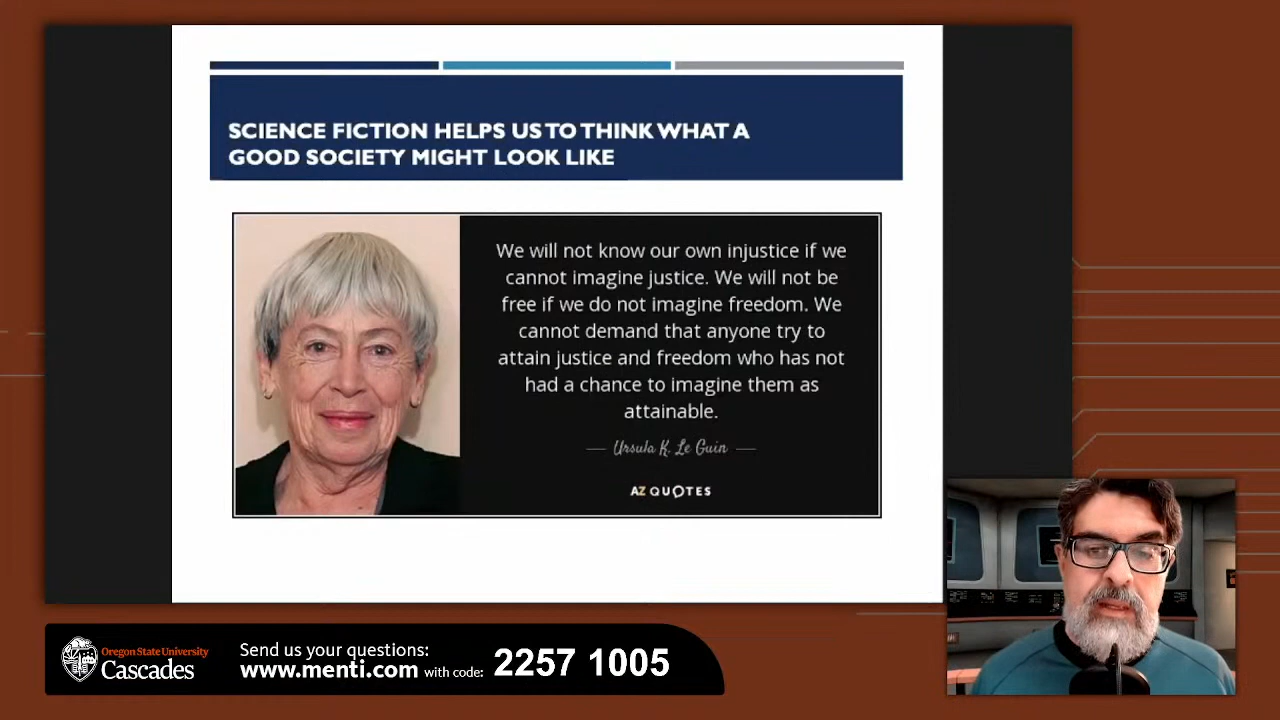 SCIENCE FICTION HELPS US TO THINK WHAT A
GOOD SOCIETY MIGHT LOOK LIKE
We will not know our own injustice if we
cannot imagine justice. We will not be
free if we do not imagine freedom. We
cannot demand that anyone try to
attain justice and freedom who has not
had a chance to imagine them as
attainable.
Ursula K. Le Guin
AZ QUOTES
Oregon State University
Cascades
Send us your questions:
www.menti.com with code: 2257 1005